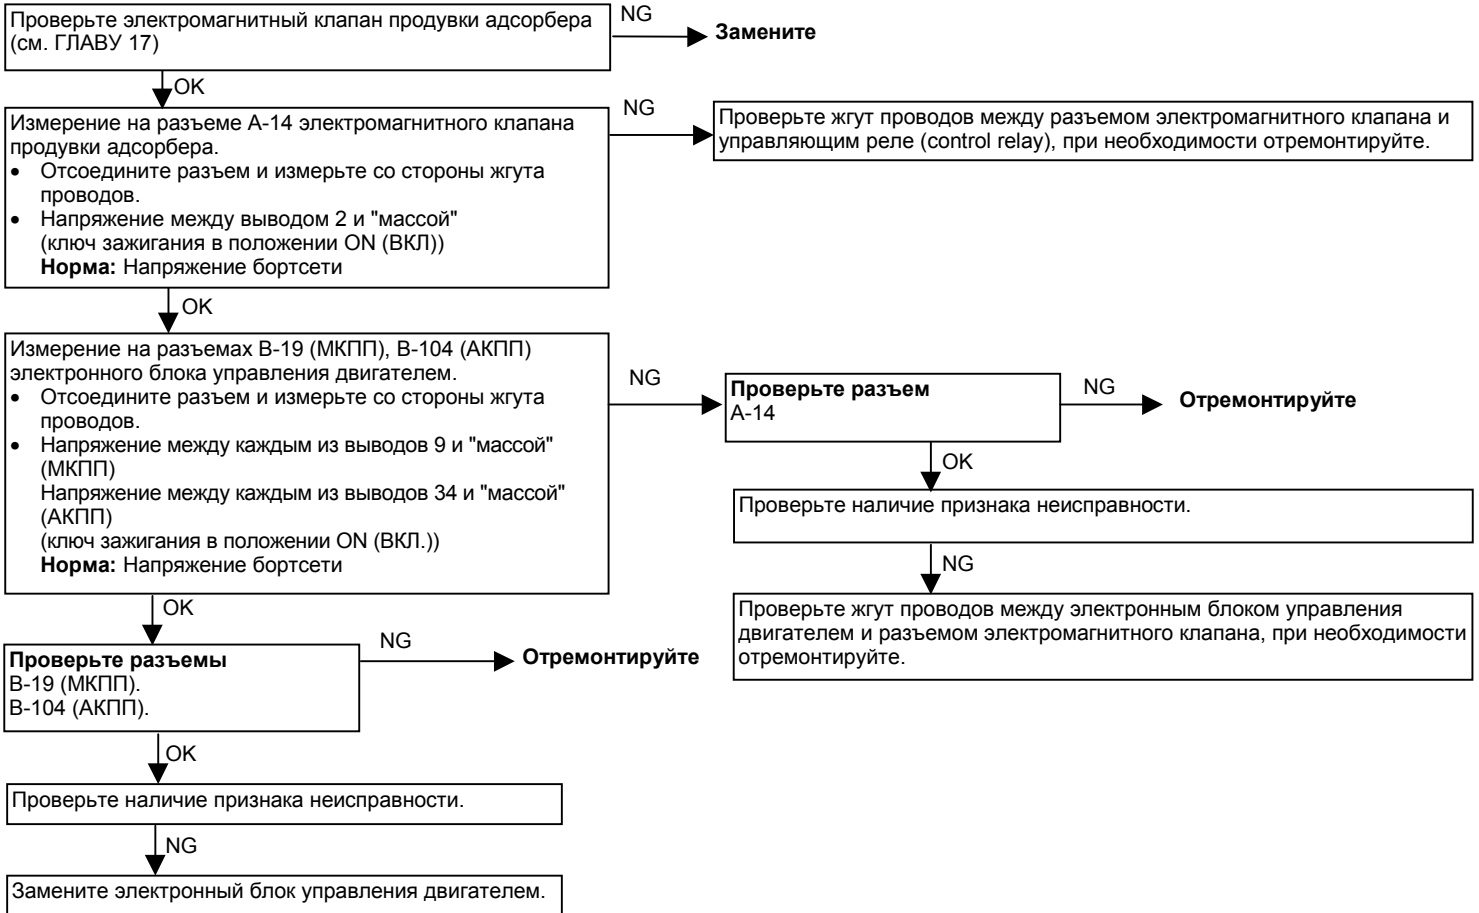 Проверьте электромагнитный клапан продувки адсорбера
(см. ГЛАВУ 17)
NG
Замените
OK
Измерение на разъеме А-14 электромагнитного клапана
продувки адсорбера.
• Отсоедините разъем и измерьте со стороны жгута
проводов.
• Напряжение между выводом 2 и "массой"
(ключ зажигания в положении ON (ВКЛ))
Норма: Напряжение бортсети
NG
Проверьте жгут проводов между разъемом электромагнитного клапана и
управляющим реле (control relay), при необходимости отремонтируйте.
OK
Измерение на разъемах В-19 (МКПП), В-104 (АКПП)
электронного блока управления двигателем.
• Отсоедините разъем и измерьте со стороны жгута
проводов.
• Напряжение между каждым из выводов 9 и "массой"
(МКПП)
Напряжение между каждым из выводов 34 и "массой"
(АКПП)
(ключ зажигания в положении ON (ВКЛ.))
Норма: Напряжение бортсети
NG
Проверьте разъем
А-14
NG
Отремонтируйте
OK
Проверьте наличие признака неисправности.
NG
Проверьте жгут проводов между электронным блоком управления
двигателем и разъемом электромагнитного клапана, при необходимости
отремонтируйте.
OK
Проверьте разъемы
В-19 (МКПП).
В-104 (АКПП).
NG
Отремонтируйте
OK
Проверьте наличие признака неисправности.
NG
Замените электронный блок управления двигателем.